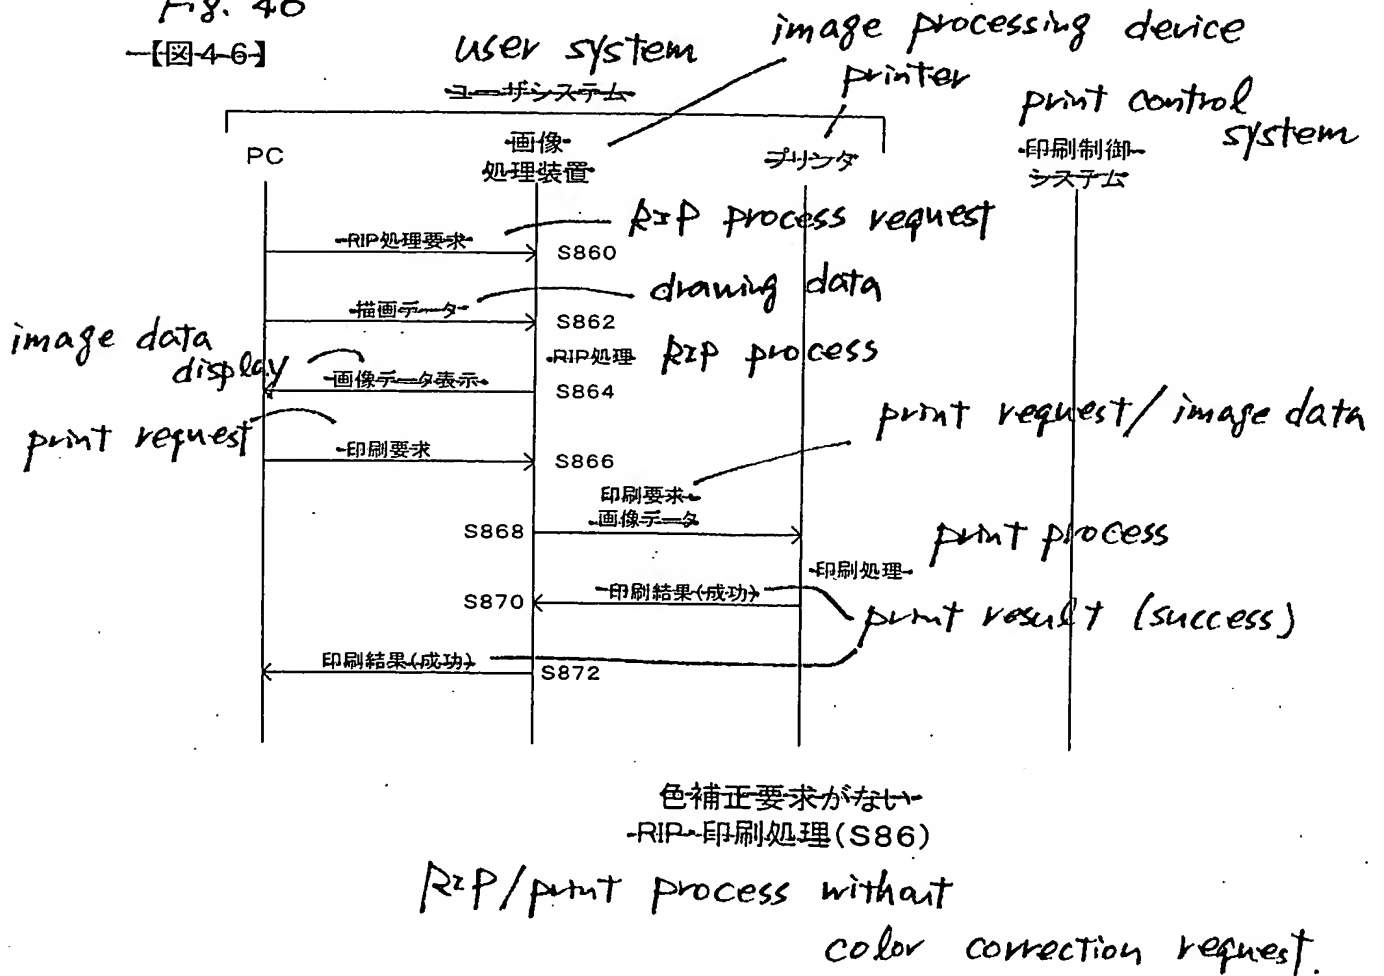 Fig. 46
【図46】
user system
image processing device
ユーザシステム
printer
print control
system
PC
画像
処理装置
プリンタ
印刷制御
システム
RIP process request
RIP処理要求
S860
drawing data
描画データ
S862
image data
display
RIP処理
RIP process
画像データ表示
S864
print request/image data
print request
印刷要求
S866
印刷要求
画像データ
S868
print process
印刷処理
印刷結果(成功)
S870
print result (success)
印刷結果(成功)
S872
色補正要求がない
RIP・印刷処理(S86)
RIP/print process without
color correction request.